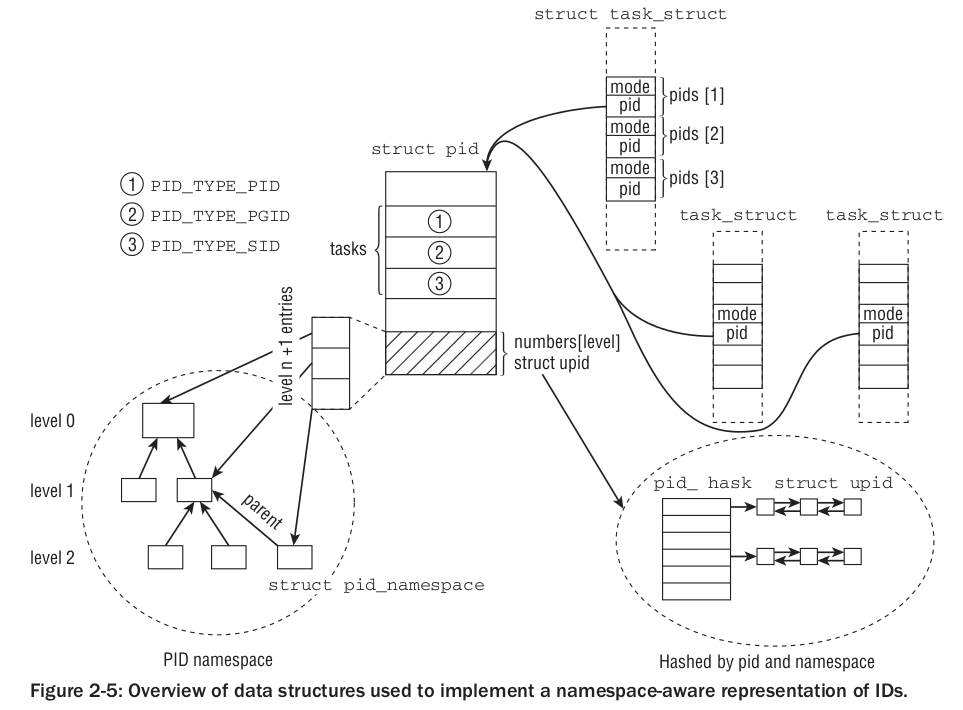 struct task_struct
mode
pid
pids [1]
mode
pid
pids [2]
mode
pid
pids [3]
struct pid
1 PID_TYPE_PID
2 PID_TYPE_PGID
3 PID_TYPE_SID
tasks
1
2
3
task_struct
task_struct
mode
pid
mode
pid
numbers[level]
struct upid
level n +1 entries
level 0
level 1
level 2
parent
struct pid_namespace
PID namespace
pid_ hask
struct upid
Hashed by pid and namespace
Figure 2-5: Overview of data structures used to implement a namespace-aware representation of IDs.